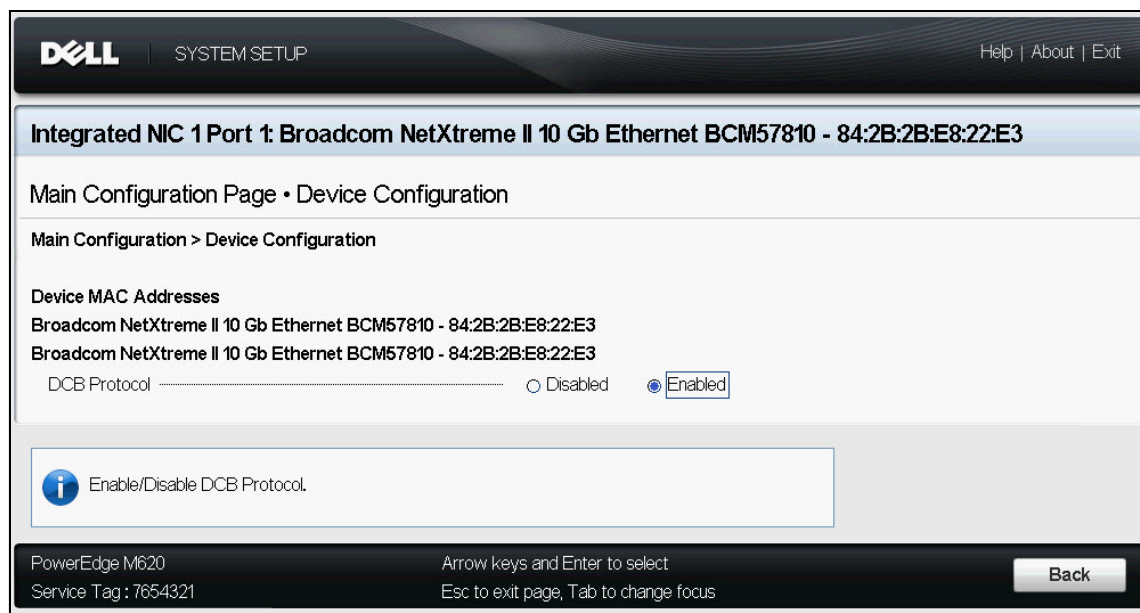 DELL
SYSTEM SETUP
Help | About | Exit
Integrated NIC 1 Port 1: Broadcom NetXtreme II 10 Gb Ethernet BCM57810 - 84:2B:2B:E8:22:E3
Main Configuration Page • Device Configuration
Main Configuration > Device Configuration
Device MAC Addresses
Broadcom NetXtreme II 10 Gb Ethernet BCM57810 - 84:2B:2B:E8:22:E3
Broadcom NetXtreme II 10 Gb Ethernet BCM57810 - 84:2B:2B:E8:22:E3
DCB Protocol Disabled Enabled
Enable/Disable DCB Protocol.
PowerEdge M620
Service Tag : 7654321
Arrow keys and Enter to select
Esc to exit page, Tab to change focus
Back